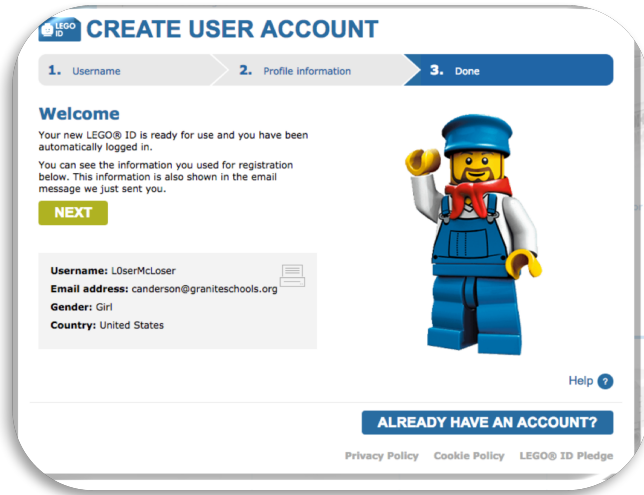 LEGO
ID
CREATE USER ACCOUNT
1. Username
2. Profile information
3. Done
Welcome
Your new LEGO® ID is ready for use and you have been
automatically logged in.
You can see the information you used for registration
below. This information is also shown in the email
message we just sent you.
NEXT
Username: L0serMcLoser
Email address: canderson@graniteschools.org
Gender: Girl
Country: United States
Help ?
ALREADY HAVE AN ACCOUNT?
Privacy Policy Cookie Policy LEGO® ID Pledge